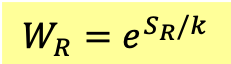 W_R = e^{S_R/k}